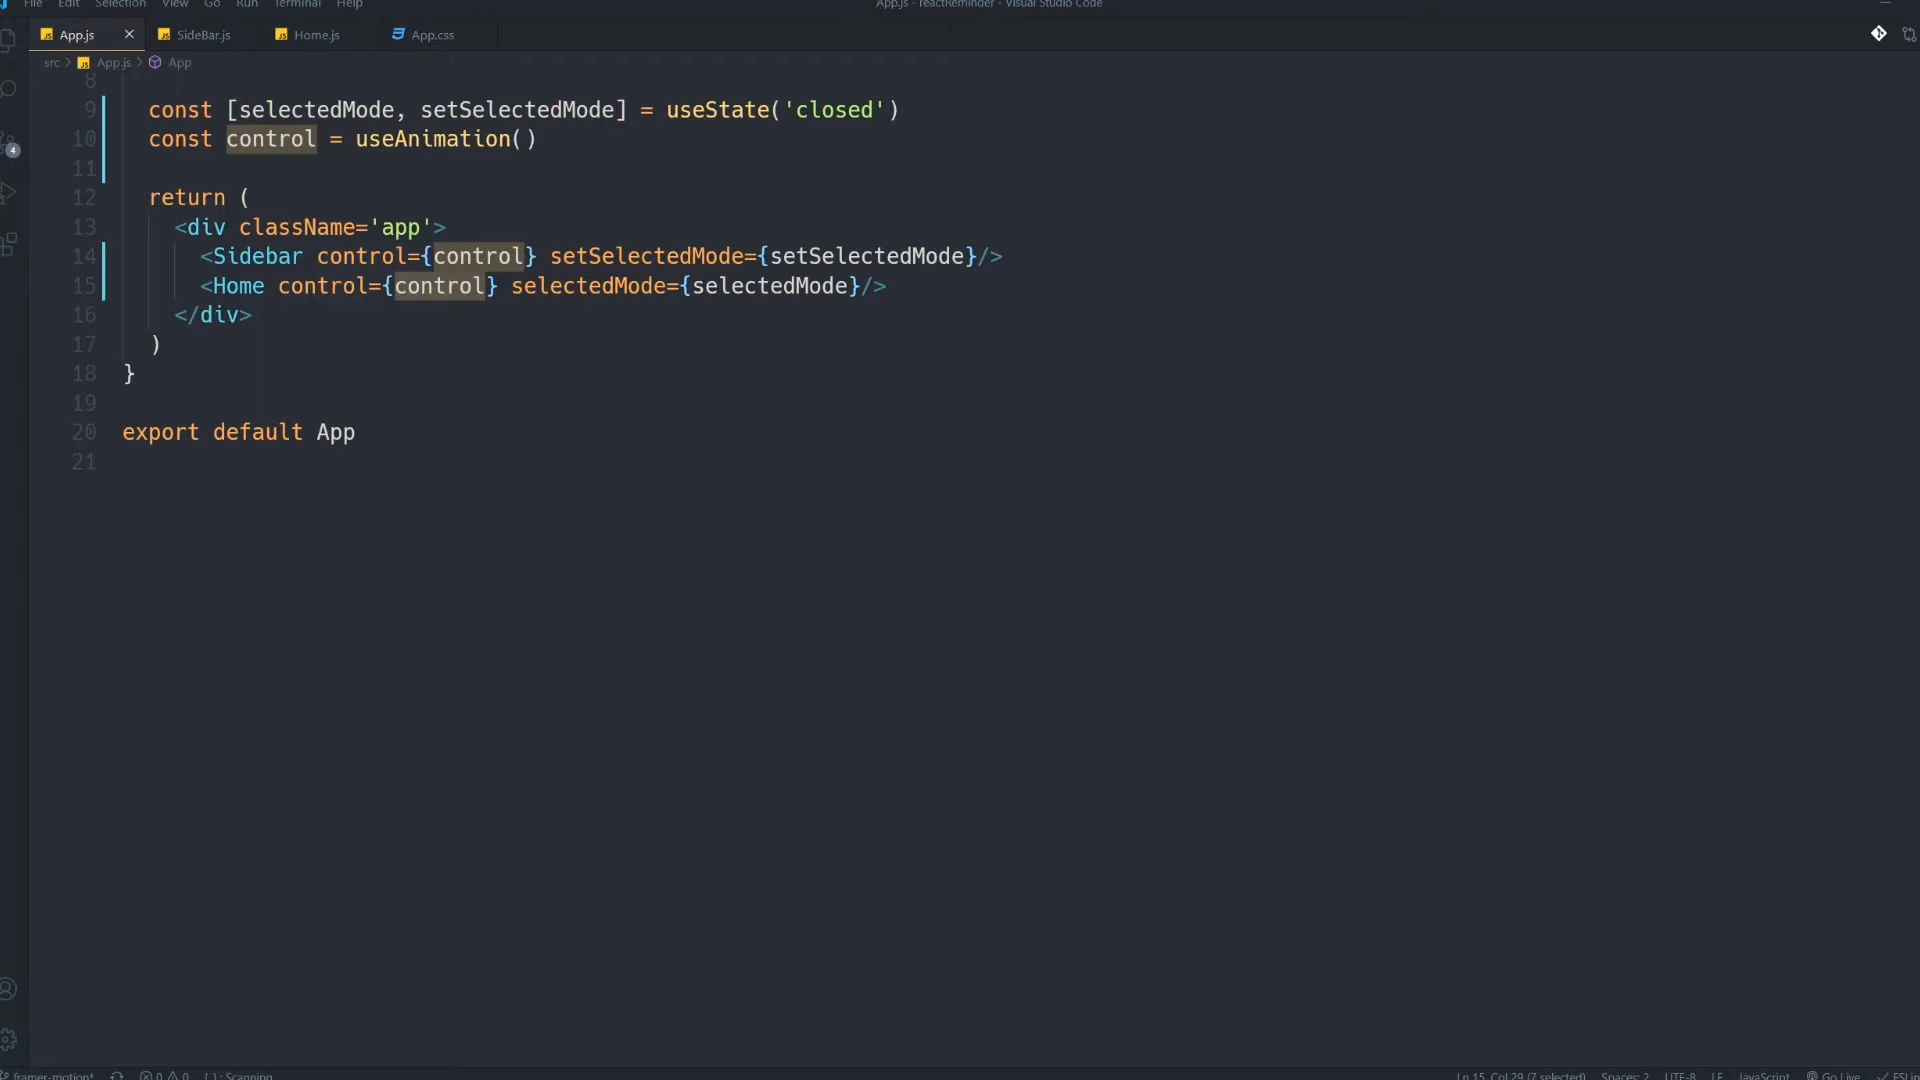 File Edit Selection View Go Run Terminal Help App.js - reactReminder - Visual Studio Code
App.js SideBar.js Home.js App.css
src > App.js > App
8
9 const [selectedMode, setSelectedMode] = useState('closed')
10 const control = useAnimation()
11
12 return (
13 <div className='app'>
14 <Sidebar control={control} setSelectedMode={setSelectedMode}/>
15 <Home control={control} selectedMode={selectedMode}/>
16 </div>
17 )
18 }
19
20 export default App
21
4
framer-motion* 0 0 { } : Scanning Ln 15, Col 29 (7 selected) Spaces: 2 UTF-8 LF JavaScript Go Live